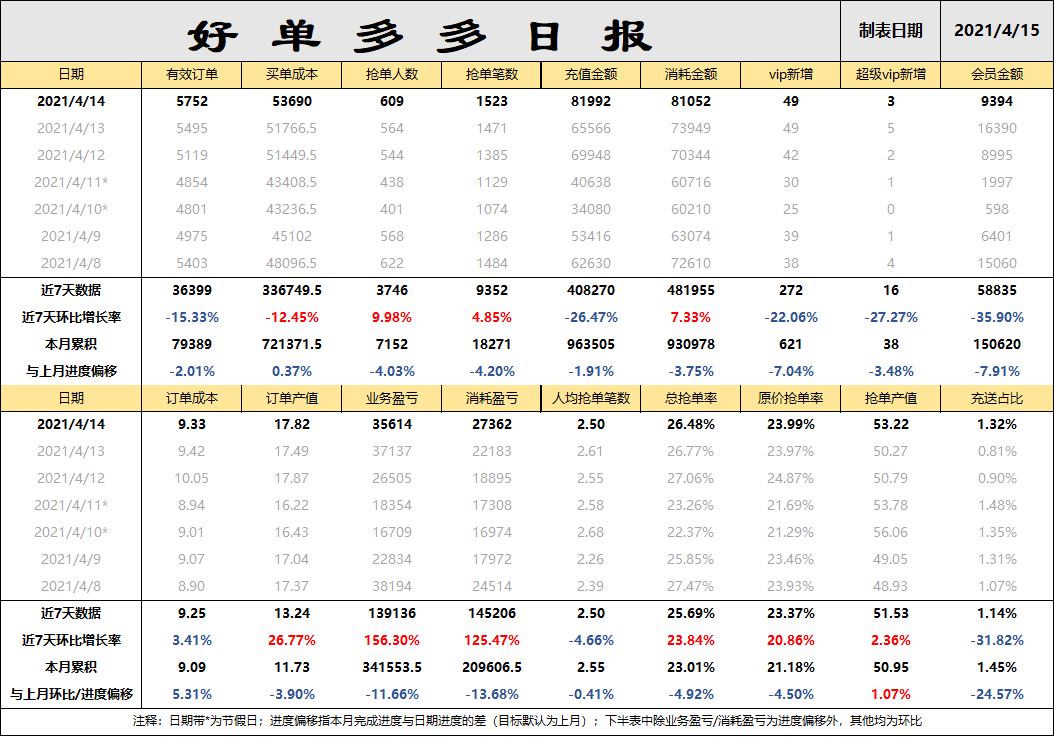 好单多多日报 制表日期 2021/4/15
日期 有效订单 买单成本 抢单人数 抢单笔数 充值金额 消耗金额 vip新增 超级vip新增 会员金额
2021/4/14 5752 53690 609 1523 81992 81052 49 3 9394
2021/4/13 5495 51766.5 564 1471 65566 73949 49 5 16390
2021/4/12 5119 51449.5 544 1385 69948 70344 42 2 8995
2021/4/11* 4854 43408.5 438 1129 40638 60716 30 1 1997
2021/4/10* 4801 43236.5 401 1074 34080 60210 25 0 598
2021/4/9 4975 45102 568 1286 53416 63074 39 1 6401
2021/4/8 5403 48096.5 622 1484 62630 72610 38 4 15060
近7天数据 36399 336749.5 3746 9352 408270 481955 272 16 58835
近7天环比增长率 -15.33% -12.45% 9.98% 4.85% -26.47% 7.33% -22.06% -27.27% -35.90%
本月累积 79389 721371.5 7152 18271 963505 930978 621 38 150620
与上月进度偏移 -2.01% 0.37% -4.03% -4.20% -1.91% -3.75% -7.04% -3.48% -7.91%
日期 订单成本 订单产值 业务盈亏 消耗盈亏 人均抢单笔数 总抢单率 原价抢单率 抢单产值 充送占比
2021/4/14 9.33 17.82 35614 27362 2.50 26.48% 23.99% 53.22 1.32%
2021/4/13 9.42 17.49 37137 22183 2.61 26.77% 23.97% 50.27 0.81%
2021/4/12 10.05 17.87 26505 18895 2.55 27.06% 24.87% 50.79 0.90%
2021/4/11* 8.94 16.22 18354 17308 2.58 23.26% 21.69% 53.78 1.48%
2021/4/10* 9.01 16.43 16709 16974 2.68 22.37% 21.29% 56.06 1.35%
2021/4/9 9.07 17.04 22834 17972 2.26 25.85% 23.46% 49.05 1.31%
2021/4/8 8.90 17.37 38194 24514 2.39 27.47% 23.93% 48.93 1.07%
近7天数据 9.25 13.24 139136 145206 2.50 25.69% 23.37% 51.53 1.14%
近7天环比增长率 3.41% 26.77% 156.30% 125.47% -4.66% 23.84% 20.86% 2.36% -31.82%
本月累积 9.09 11.73 341553.5 209606.5 2.55 23.01% 21.18% 50.95 1.45%
与上月环比/进度偏移 5.31% -3.90% -11.66% -13.68% -0.41% -4.92% -4.50% 1.07% -24.57%
注释：日期带*为节假日；进度偏移指本月完成进度与日期进度的差（目标默认为上月）；下半表中除业务盈亏/消耗盈亏为进度偏移外，其他均为环比